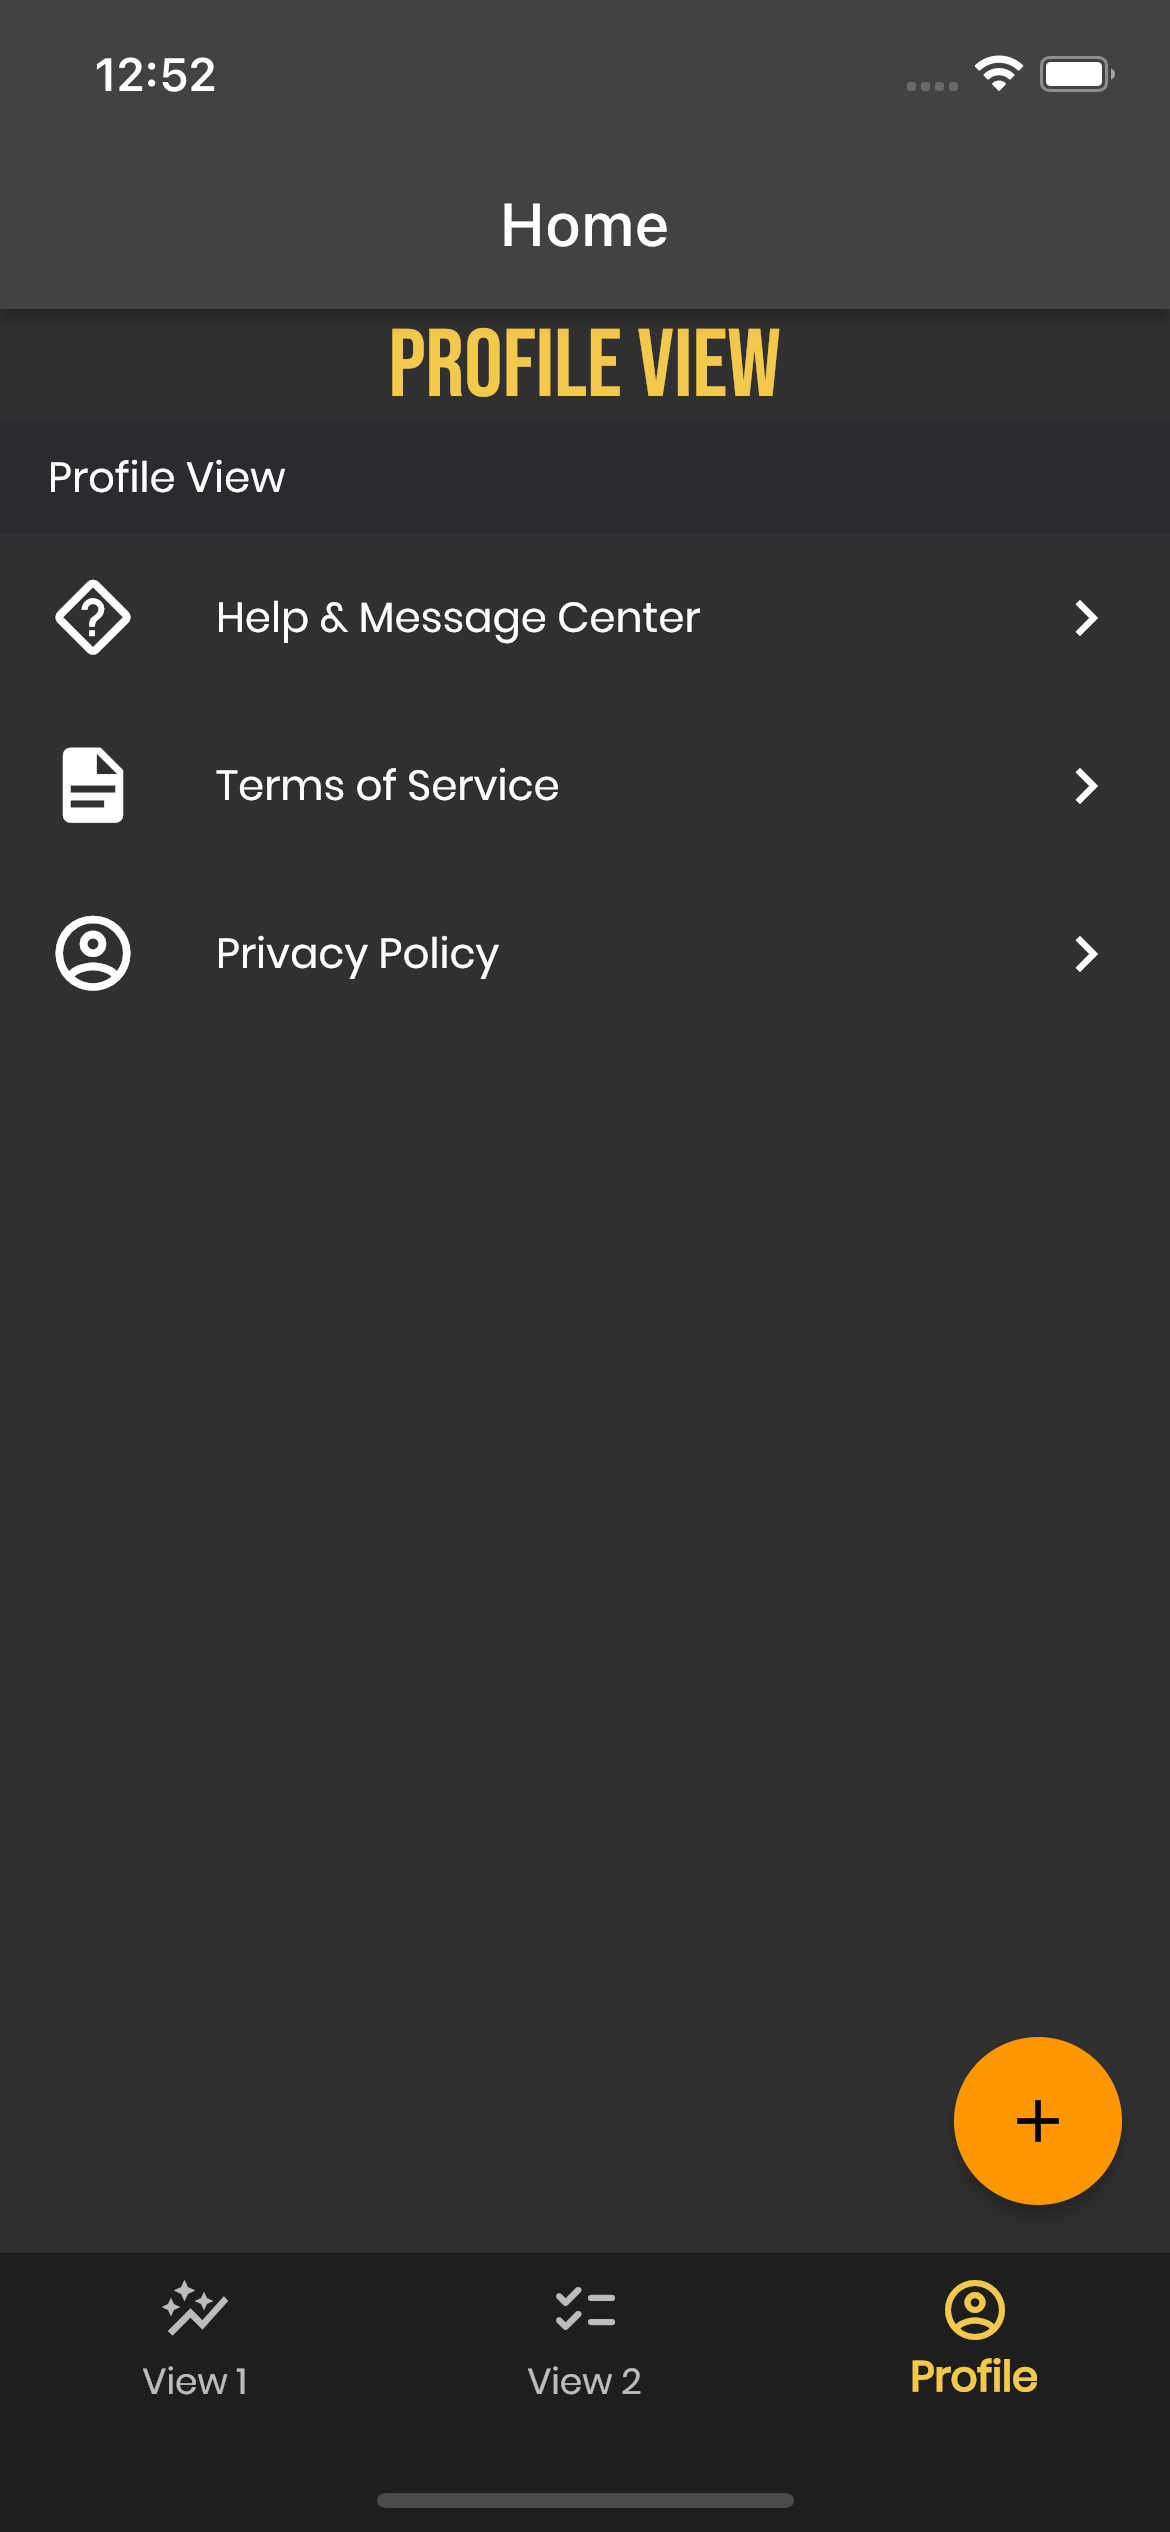 12:52
Home
PROFILE VIEW
Profile View
Help & Message Center
Terms of Service
Privacy Policy
View 1
View 2
Profile